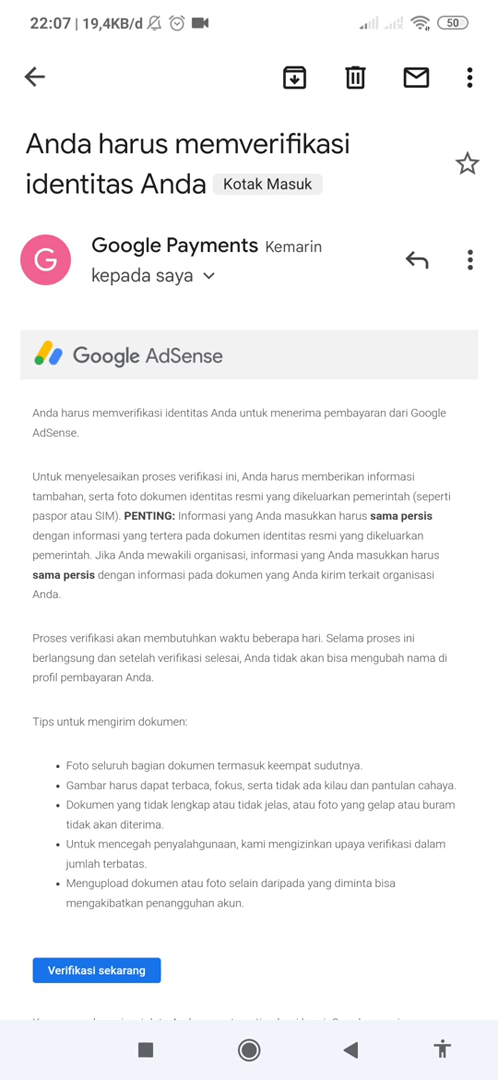 22:07 | 19,4KB/d
50
Anda harus memverifikasi
identitas Anda Kotak Masuk
G
Google Payments Kemarin
kepada saya
Google AdSense
Anda harus memverifikasi identitas Anda untuk menerima pembayaran dari Google
AdSense.
Untuk menyelesaikan proses verifikasi ini, Anda harus memberikan informasi
tambahan, serta foto dokumen identitas resmi yang dikeluarkan pemerintah (seperti
paspor atau SIM). PENTING: Informasi yang Anda masukkan harus sama persis
dengan informasi yang tertera pada dokumen identitas resmi yang dikeluarkan
pemerintah. Jika Anda mewakili organisasi, informasi yang Anda masukkan harus
sama persis dengan informasi pada dokumen yang Anda kirim terkait organisasi
Anda.
Proses verifikasi akan membutuhkan waktu beberapa hari. Selama proses ini
berlangsung dan setelah verifikasi selesai, Anda tidak akan bisa mengubah nama di
profil pembayaran Anda.
Tips untuk mengirim dokumen:
• Foto seluruh bagian dokumen termasuk keempat sudutnya.
• Gambar harus dapat terbaca, fokus, serta tidak ada kilau dan pantulan cahaya.
• Dokumen yang tidak lengkap atau tidak jelas, atau foto yang gelap atau buram
tidak akan diterima.
• Untuk mencegah penyalahgunaan, kami mengizinkan upaya verifikasi dalam
jumlah terbatas.
• Mengupload dokumen atau foto selain daripada yang diminta bisa
mengakibatkan penangguhan akun.
Verifikasi sekarang